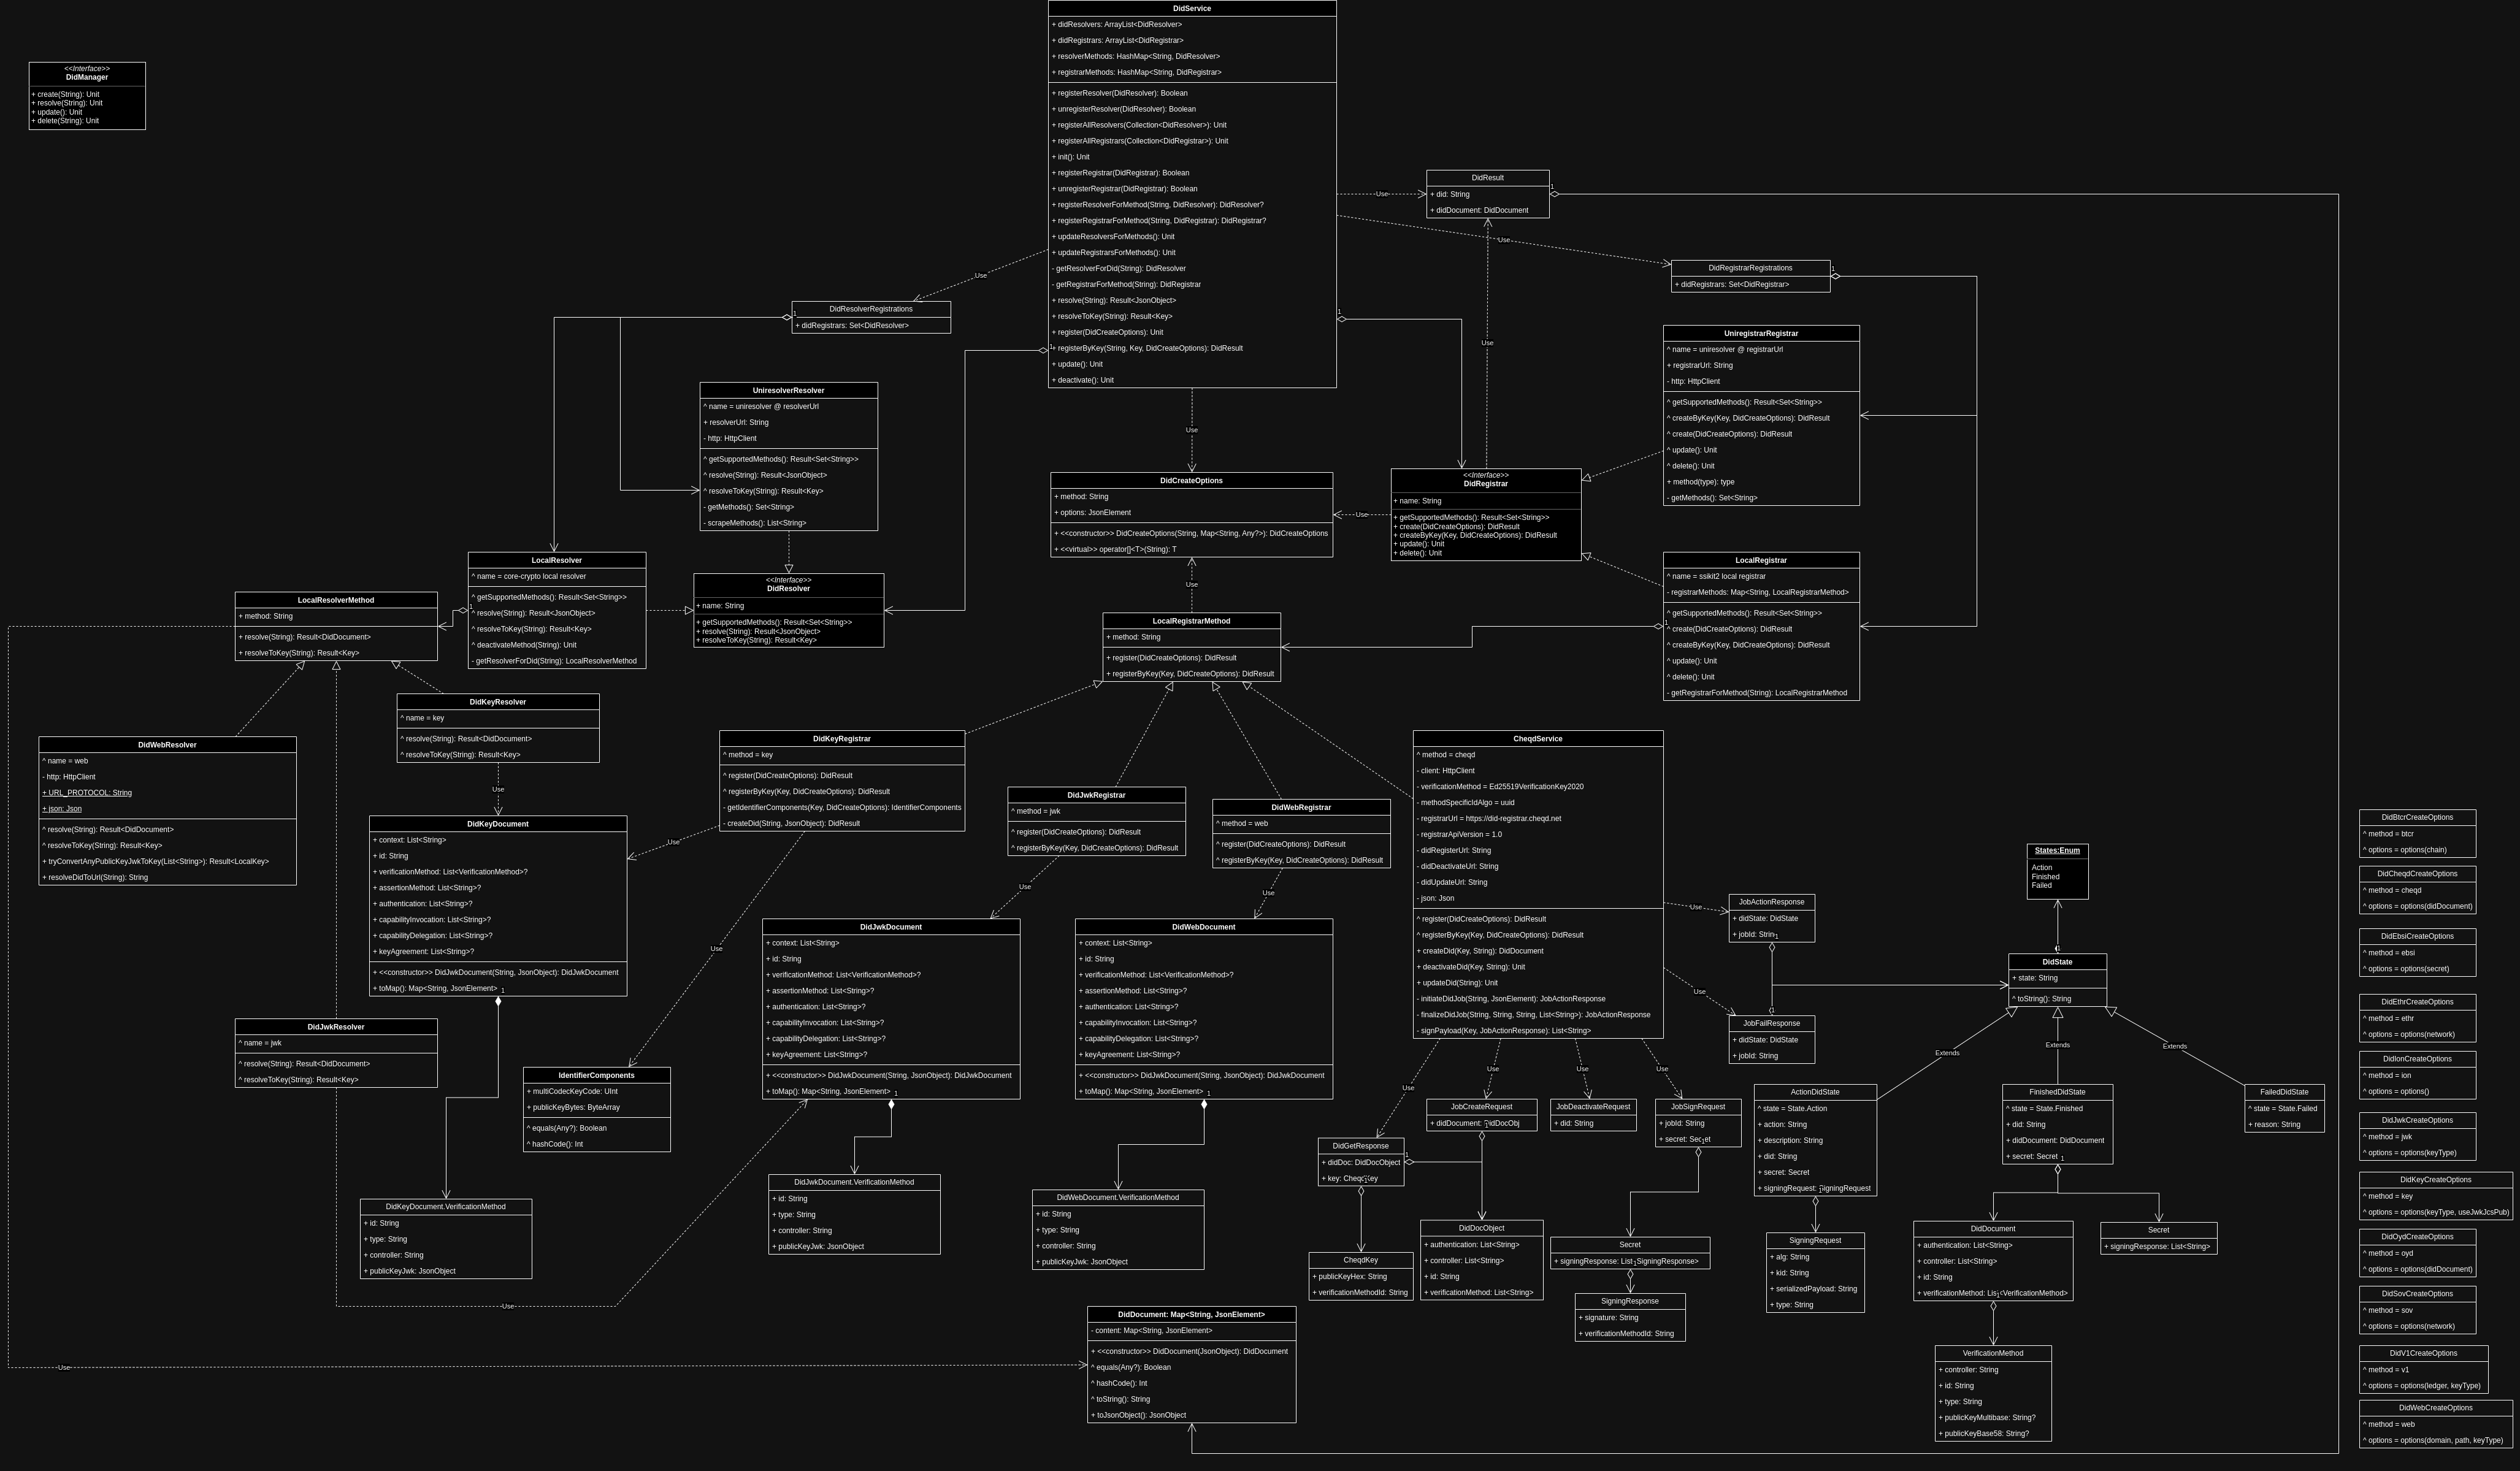 DidService
+ didResolvers: ArrayList<DidResolver>
+ didRegistrars: ArrayList<DidRegistrar>
+ resolverMethods: HashMap<String, DidResolver>
+ registrarMethods: HashMap<String, DidRegistrar>
+ registerResolver(DidResolver): Boolean
+ unregisterResolver(DidResolver): Boolean
+ registerAllResolvers(Collection<DidResolver>): Unit
+ registerAllRegistrars(Collection<DidRegistrar>): Unit
+ init(): Unit
+ registerRegistrar(DidRegistrar): Boolean
+ unregisterRegistrar(DidRegistrar): Boolean
+ registerResolverForMethod(String, DidResolver): DidResolver?
+ registerRegistrarForMethod(String, DidRegistrar): DidRegistrar?
+ updateResolversForMethods(): Unit
+ updateRegistrarsForMethods(): Unit
- getResolverForDid(String): DidResolver
- getRegistrarForMethod(String): DidRegistrar
+ resolve(String): Result<JsonObject>
+ resolveToKey(String): Result<Key>
+ register(DidCreateOptions): Unit
+ registerByKey(String, Key, DidCreateOptions): DidResult
+ update(): Unit
+ deactivate(): Unit
1
1
<<Interface>>
DidManager
+ create(String): Unit
+ resolve(String): Unit
+ update(): Unit
+ delete(String): Unit
Use
DidResult
+ did: String
+ didDocument: DidDocument
1
Use
DidRegistrarRegistrations
+ didRegistrars: Set<DidRegistrar>
1
Use
DidResolverRegistrations
+ didRegistrars: Set<DidResolver>
1
Use
UniregistrarRegistrar
^ name = uniresolver @ registrarUrl
+ registrarUrl: String
- http: HttpClient
^ getSupportedMethods(): Result<Set<String>>
^ createByKey(Key, DidCreateOptions): DidResult
^ create(DidCreateOptions): DidResult
^ update(): Unit
^ delete(): Unit
+ method(type): type
- getMethods(): Set<String>
UniresolverResolver
^ name = uniresolver @ resolverUrl
+ resolverUrl: String
- http: HttpClient
^ getSupportedMethods(): Result<Set<String>>
^ resolve(String): Result<JsonObject>
^ resolveToKey(String): Result<Key>
- getMethods(): Set<String>
- scrapeMethods(): List<String>
Use
DidCreateOptions
+ method: String
+ options: JsonElement
+ <<constructor>> DidCreateOptions(String, Map<String, Any?>): DidCreateOptions
+ <<virtual>> operator[]<T>(String): T
Use
<<Interface>>
DidRegistrar
+ name: String
+ getSupportedMethods(): Result<Set<String>>
+ create(DidCreateOptions): DidResult
+ createByKey(Key, DidCreateOptions): DidResult
+ update(): Unit
+ delete(): Unit
LocalRegistrar
^ name = ssikit2 local registrar
- registrarMethods: Map<String, LocalRegistrarMethod>
^ getSupportedMethods(): Result<Set<String>>
^ create(DidCreateOptions): DidResult
^ createByKey(Key, DidCreateOptions): DidResult
^ update(): Unit
^ delete(): Unit
- getRegistrarForMethod(String): LocalRegistrarMethod
1
LocalResolver
^ name = core-crypto local resolver
^ getSupportedMethods(): Result<Set<String>>
^ resolve(String): Result<JsonObject>
^ resolveToKey(String): Result<Key>
^ deactivateMethod(String): Unit
- getResolverForDid(String): LocalResolverMethod
1
<<Interface>>
DidResolver
+ name: String
+ getSupportedMethods(): Result<Set<String>>
+ resolve(String): Result<JsonObject>
+ resolveToKey(String): Result<Key>
LocalResolverMethod
+ method: String
+ resolve(String): Result<DidDocument>
+ resolveToKey(String): Result<Key>
Use
LocalRegistrarMethod
+ method: String
+ register(DidCreateOptions): DidResult
+ registerByKey(Key, DidCreateOptions): DidResult
DidKeyResolver
^ name = key
^ resolve(String): Result<DidDocument>
^ resolveToKey(String): Result<Key>
Use
DidWebResolver
^ name = web
- http: HttpClient
+ URL_PROTOCOL: String
+ json: Json
^ resolve(String): Result<DidDocument>
^ resolveToKey(String): Result<Key>
+ tryConvertAnyPublicKeyJwkToKey(List<String>): Result<LocalKey>
+ resolveDidToUrl(String): String
DidKeyRegistrar
^ method = key
^ register(DidCreateOptions): DidResult
^ registerByKey(Key, DidCreateOptions): DidResult
- getIdentifierComponents(Key, DidCreateOptions): IdentifierComponents
- createDid(String, JsonObject): DidResult
Use
Use
DidJwkRegistrar
^ method = jwk
^ register(DidCreateOptions): DidResult
^ registerByKey(Key, DidCreateOptions): DidResult
Use
DidWebRegistrar
^ method = web
^ register(DidCreateOptions): DidResult
^ registerByKey(Key, DidCreateOptions): DidResult
Use
CheqdService
^ method = cheqd
- client: HttpClient
- verificationMethod = Ed25519VerificationKey2020
- methodSpecificIdAlgo = uuid
- registrarUrl = https://did-registrar.cheqd.net
- registrarApiVersion = 1.0
- didRegisterUrl: String
- didDeactivateUrl: String
- didUpdateUrl: String
- json: Json
^ register(DidCreateOptions): DidResult
^ registerByKey(Key, DidCreateOptions): DidResult
+ createDid(Key, String): DidDocument
+ deactivateDid(Key, String): Unit
+ updateDid(String): Unit
- initiateDidJob(String, JsonElement): JobActionResponse
- finalizeDidJob(String, String, String, List<String>): JobActionResponse
- signPayload(Key, JobActionResponse): List<String>
Use
Use
Use
Use
Use
Use
DidKeyDocument
+ context: List<String>
+ id: String
+ verificationMethod: List<VerificationMethod>?
+ assertionMethod: List<String>?
+ authentication: List<String>?
+ capabilityInvocation: List<String>?
+ capabilityDelegation: List<String>?
+ keyAgreement: List<String>?
+ <<constructor>> DidJwkDocument(String, JsonObject): DidJwkDocument
+ toMap(): Map<String, JsonElement>
1
DidJwkDocument
+ context: List<String>
+ id: String
+ verificationMethod: List<VerificationMethod>?
+ assertionMethod: List<String>?
+ authentication: List<String>?
+ capabilityInvocation: List<String>?
+ capabilityDelegation: List<String>?
+ keyAgreement: List<String>?
+ <<constructor>> DidJwkDocument(String, JsonObject): DidJwkDocument
+ toMap(): Map<String, JsonElement>
1
DidWebDocument
+ context: List<String>
+ id: String
+ verificationMethod: List<VerificationMethod>?
+ assertionMethod: List<String>?
+ authentication: List<String>?
+ capabilityInvocation: List<String>?
+ capabilityDelegation: List<String>?
+ keyAgreement: List<String>?
+ <<constructor>> DidJwkDocument(String, JsonObject): DidJwkDocument
+ toMap(): Map<String, JsonElement>
1
JobActionResponse
+ didState: DidState
+ jobId: String
1
JobFailResponse
+ didState: DidState
+ jobId: String
1
States:Enum
Action
Finished
Failed
1
DidState
+ state: String
^ toString(): String
Extends
Extends
Extends
DidJwkResolver
^ name = jwk
^ resolve(String): Result<DidDocument>
^ resolveToKey(String): Result<Key>
Use
IdentifierComponents
+ multiCodecKeyCode: UInt
+ publicKeyBytes: ByteArray
^ equals(Any?): Boolean
^ hashCode(): Int
ActionDidState
^ state = State.Action
+ action: String
+ description: String
+ did: String
+ secret: Secret
+ signingRequest: SigningRequest
1
FinishedDidState
^ state = State.Finished
+ did: String
+ didDocument: DidDocument
+ secret: Secret
1
FailedDidState
^ state = State.Failed
+ reason: String
JobCreateRequest
+ didDocument: DidDocObj
1
JobDeactivateRequest
+ did: String
JobSignRequest
+ jobId: String
+ secret: Secret
1
DidGetResponse
+ didDoc: DidDocObject
+ key: CheqdKey
1
1
DidKeyDocument.VerificationMethod
+ id: String
+ type: String
+ controller: String
+ publicKeyJwk: JsonObject
DidJwkDocument.VerificationMethod
+ id: String
+ type: String
+ controller: String
+ publicKeyJwk: JsonObject
DidWebDocument.VerificationMethod
+ id: String
+ type: String
+ controller: String
+ publicKeyJwk: JsonObject
CheqdKey
+ publicKeyHex: String
+ verificationMethodId: String
DidDocObject
+ authentication: List<String>
+ controller: List<String>
+ id: String
+ verificationMethod: List<String>
Secret
+ signingResponse: List<SigningResponse>
1
SigningResponse
+ signature: String
+ verificationMethodId: String
SigningRequest
+ alg: String
+ kid: String
+ serializedPayload: String
+ type: String
DidDocument
+ authentication: List<String>
+ controller: List<String>
+ id: String
+ verificationMethod: List<VerificationMethod>
1
Secret
+ signingResponse: List<String>
VerificationMethod
+ controller: String
+ id: String
+ type: String
+ publicKeyMultibase: String?
+ publicKeyBase58: String?
Use
DidDocument: Map<String, JsonElement>
- content: Map<String, JsonElement>
+ <<constructor>> DidDocument(JsonObject): DidDocument
^ equals(Any?): Boolean
^ hashCode(): Int
^ toString(): String
+ toJsonObject(): JsonObject
DidBtcrCreateOptions
^ method = btcr
^ options = options(chain)
DidCheqdCreateOptions
^ method = cheqd
^ options = options(didDocument)
DidEbsiCreateOptions
^ method = ebsi
^ options = options(secret)
DidEthrCreateOptions
^ method = ethr
^ options = options(network)
DidIonCreateOptions
^ method = ion
^ options = options()
DidJwkCreateOptions
^ method = jwk
^ options = options(keyType)
DidKeyCreateOptions
^ method = key
^ options = options(keyType, useJwkJcsPub)
DidOydCreateOptions
^ method = oyd
^ options = options(didDocument)
DidSovCreateOptions
^ method = sov
^ options = options(network)
DidV1CreateOptions
^ method = v1
^ options = options(ledger, keyType)
DidWebCreateOptions
^ method = web
^ options = options(domain, path, keyType)